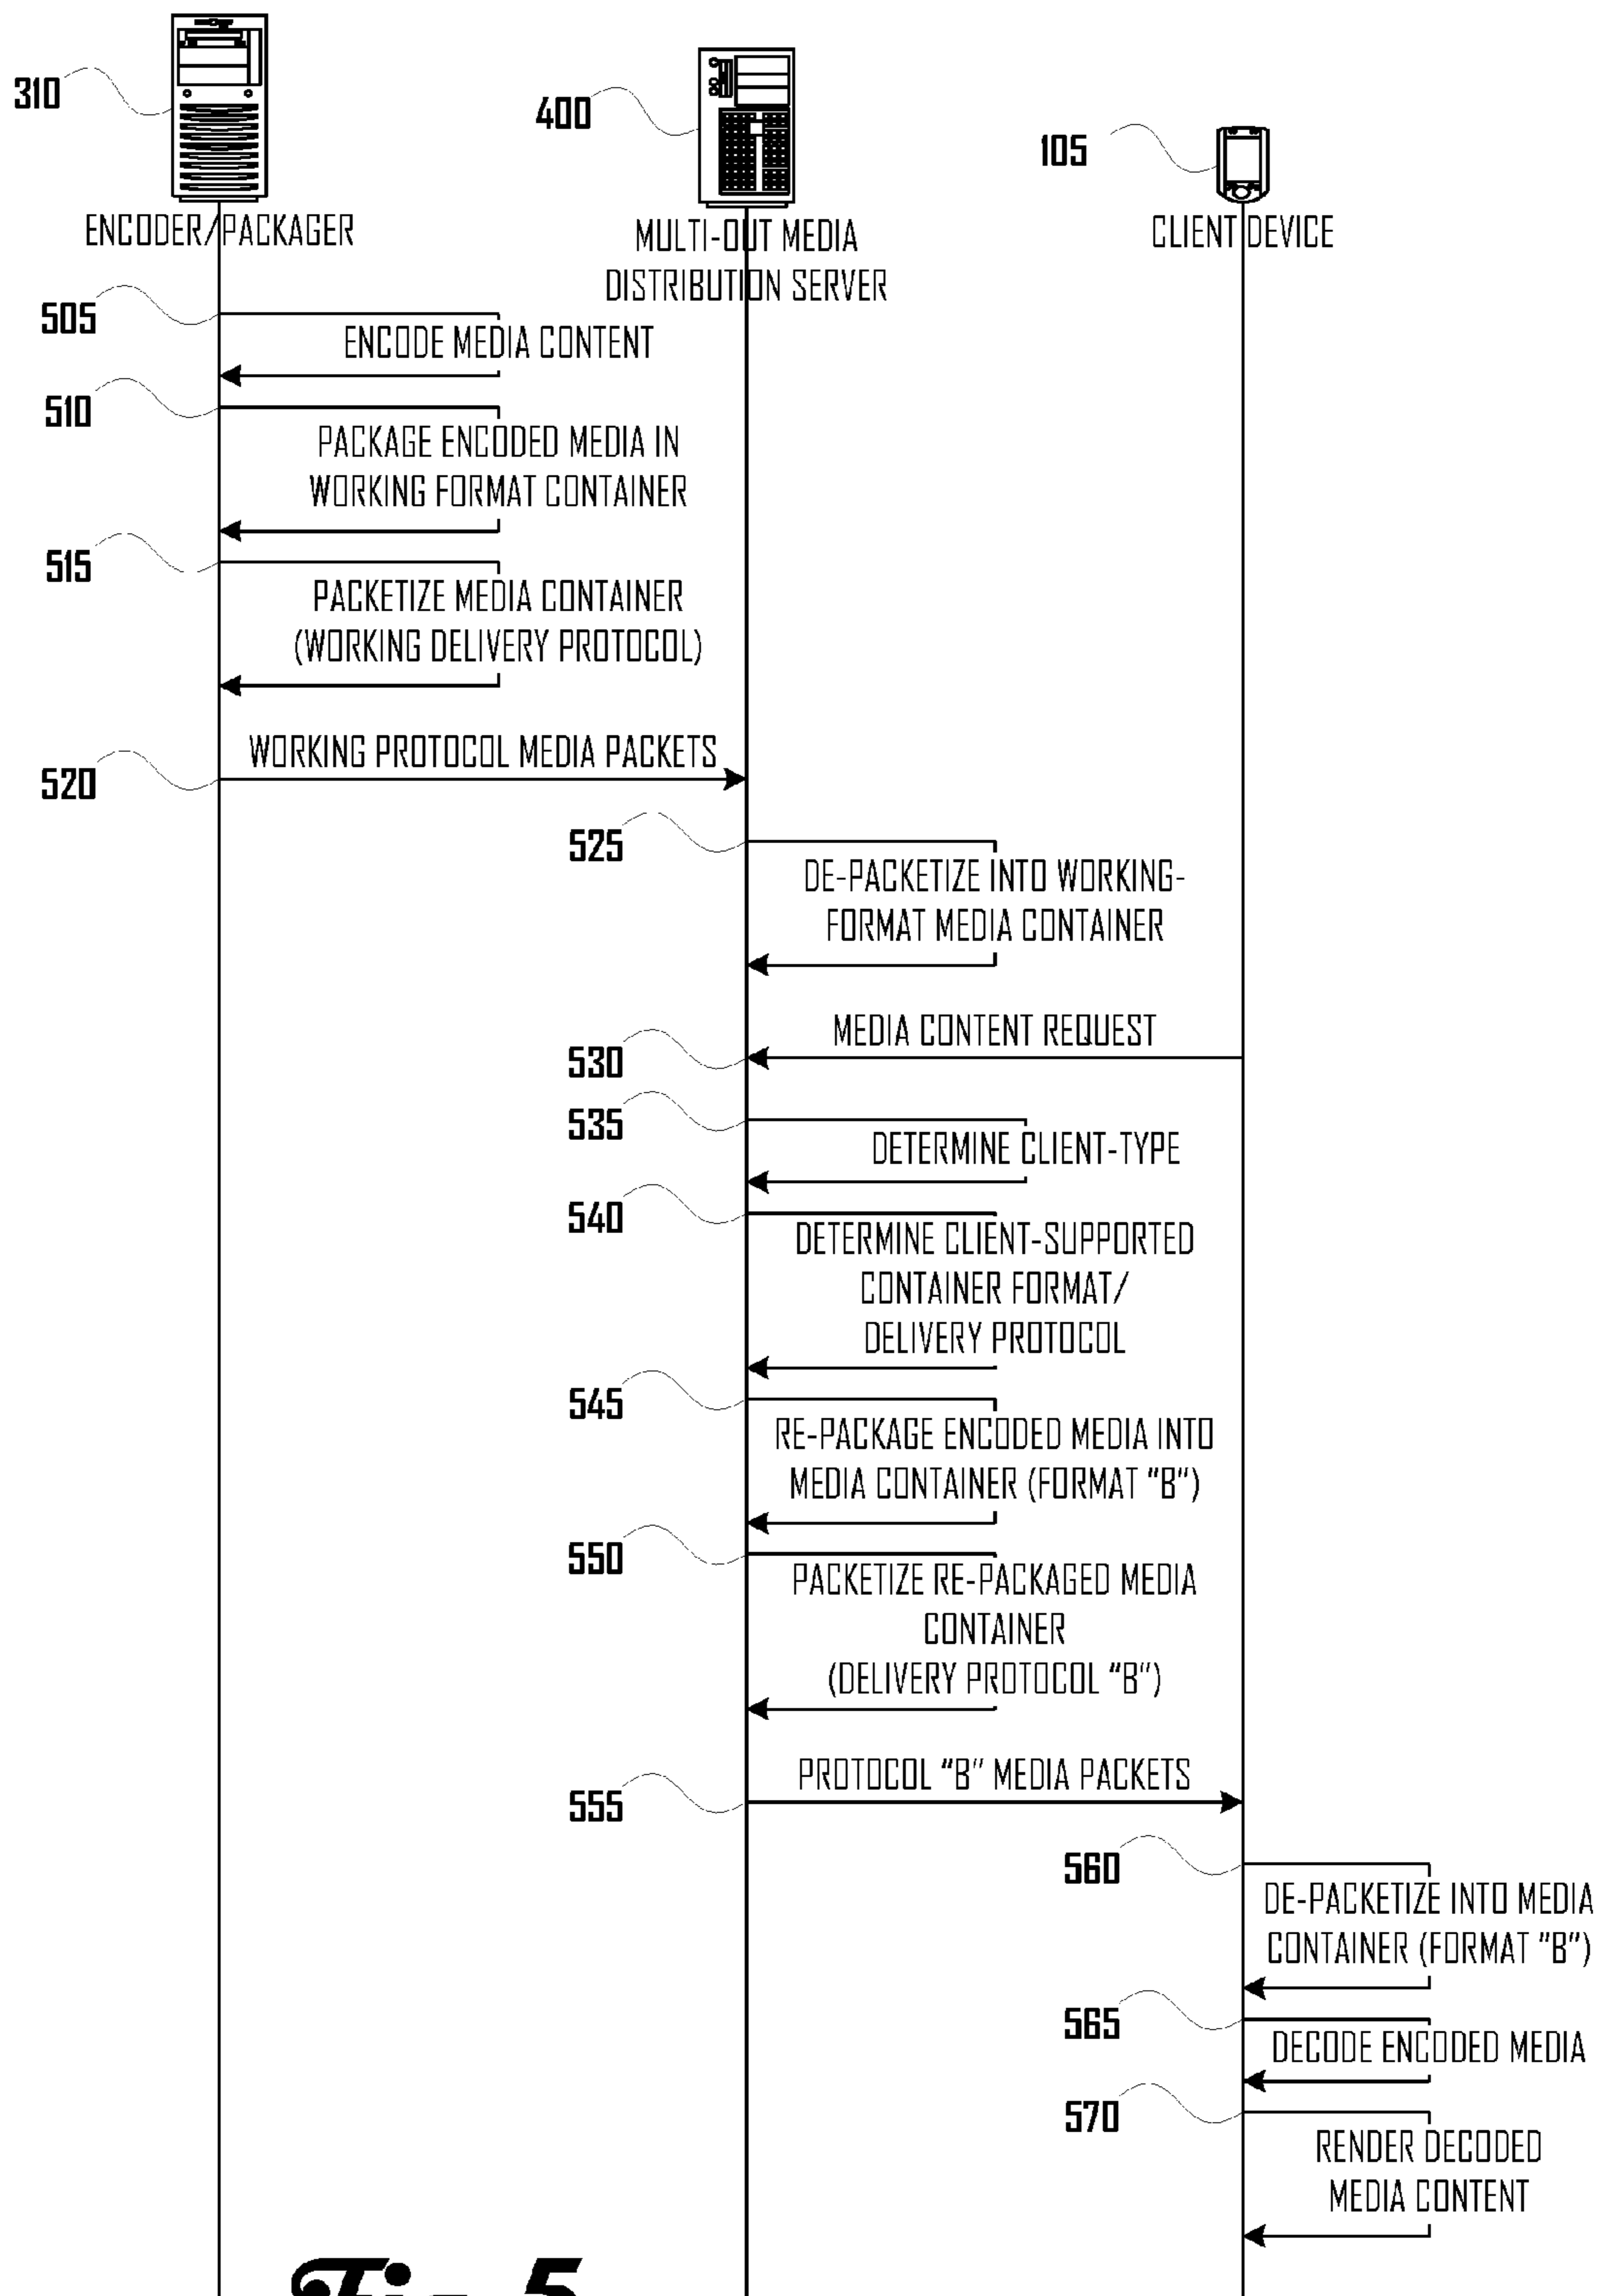 310
400
105
ENCODER/PACKAGER
MULTI-OUT MEDIA
DISTRIBUTION SERVER
CLIENT DEVICE
505
ENCODE MEDIA CONTENT
510
PACKAGE ENCODED MEDIA IN
WORKING FORMAT CONTAINER
515
PACKETIZE MEDIA CONTAINER
(WORKING DELIVERY PROTOCOL)
520
WORKING PROTOCOL MEDIA PACKETS
525
DE-PACKETIZE INTO WORKING-
FORMAT MEDIA CONTAINER
530
MEDIA CONTENT REQUEST
535
DETERMINE CLIENT-TYPE
540
DETERMINE CLIENT-SUPPORTED
CONTAINER FORMAT/
DELIVERY PROTOCOL
545
RE-PACKAGE ENCODED MEDIA INTO
MEDIA CONTAINER (FORMAT "B")
550
PACKETIZE RE-PACKAGED MEDIA
CONTAINER
(DELIVERY PROTOCOL "B")
555
PROTOCOL "B" MEDIA PACKETS
560
DE-PACKETIZE INTO MEDIA
CONTAINER (FORMAT "B")
565
DECODE ENCODED MEDIA
570
RENDER DECODED
MEDIA CONTENT
Fig. 5